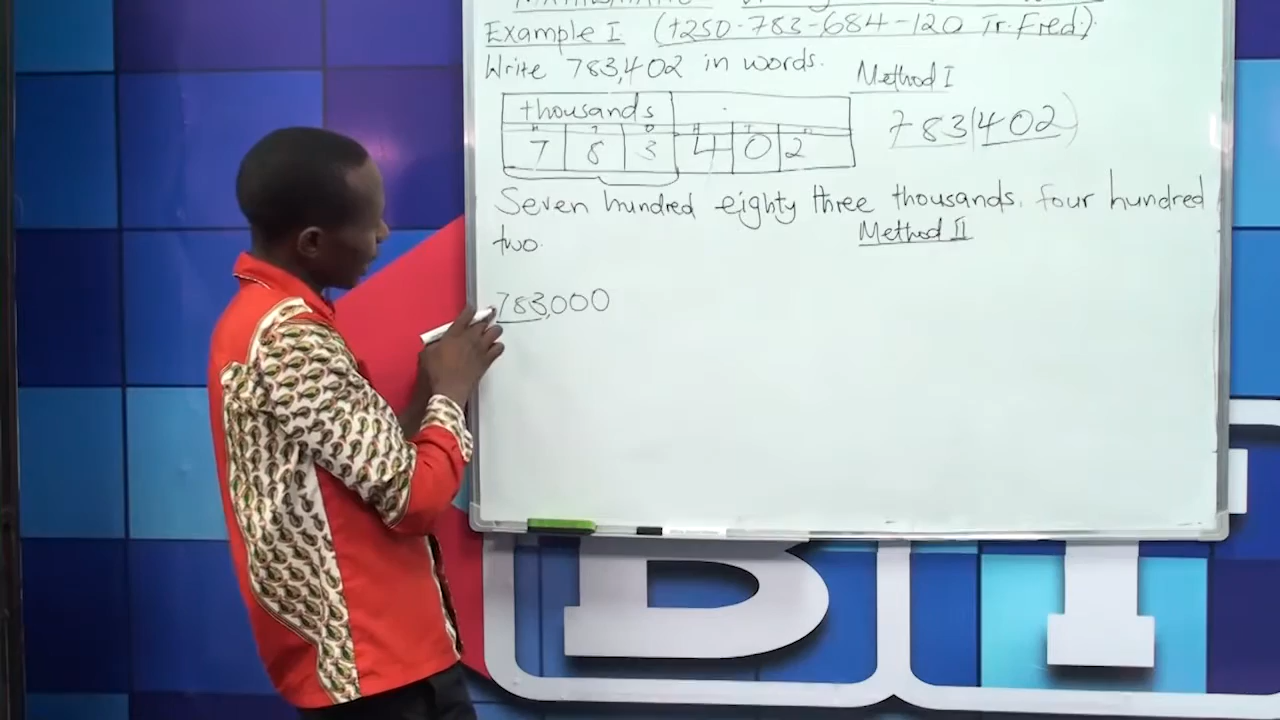 Example I (+250-783-684-120 Tr. Fred).
Write 783,402 in words.
Method I
thousands
H T O H T
7 8 3 4 0 2
783 402
Seven hundred eighty three thousands. four hundred
two.
Method II
783,000
BT